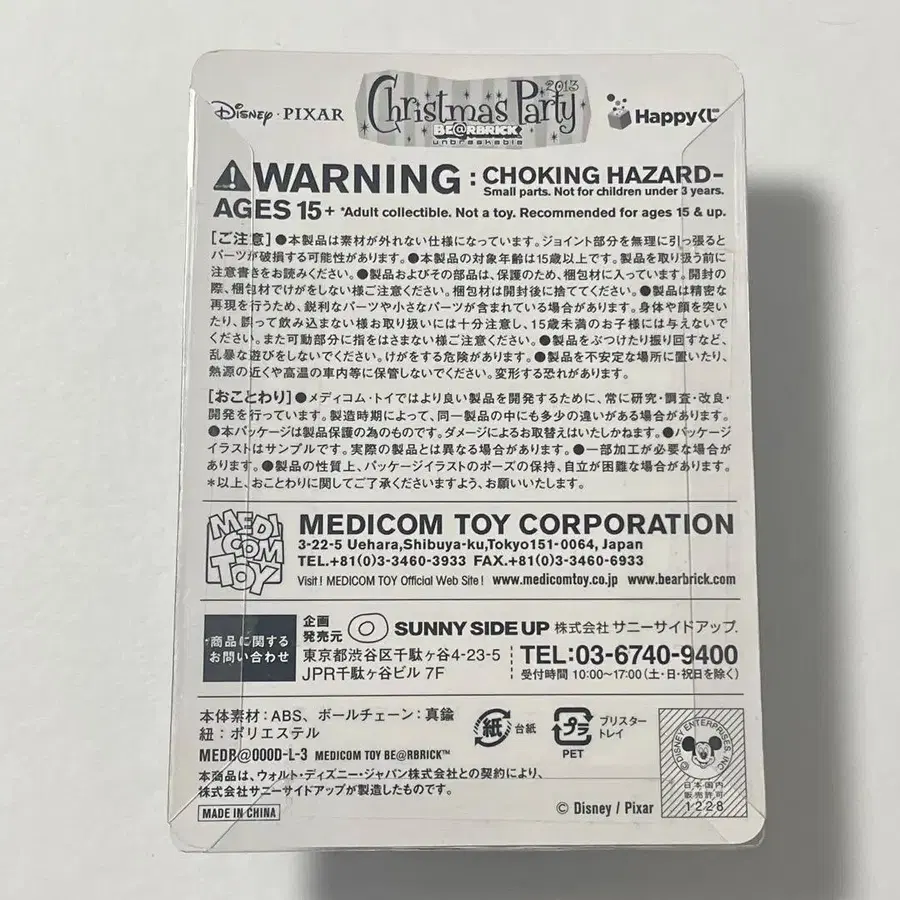 Disney・PIXAR
Christmas Party 2013
BE@RBRICK
unbreakable
Happyくじ
WARNING : CHOKING HAZARD-
Small parts. Not for children under 3 years.
AGES 15+ *Adult collectible. Not a toy. Recommended for ages 15 & up.
[ご注意]●本製品は素材が外れない仕様になっています。ジョイント部分を無理に引っ張ると
パーツが破損する可能性があります。●本製品の対象年齢は15歳以上です。製品を取り扱う前に
注意書きをお読みください。●製品およびその部品は、保護のため、梱包材に入っています。開封の
際、梱包材でけがをしない様ご注意ください。梱包材は開封後に捨ててください。●製品は精密な
再現を行うため、鋭利なパーツや小さなパーツが含まれている場合があります。身体や顔を突い
たり、誤って飲み込まない様お取り扱いには十分注意し、15歳未満のお子様には与えないで
ください。また可動部分に指をはさまない様ご注意ください。●製品をぶつけたり振り回すなど、
乱暴な遊びをしないでください。けがをする危険があります。●製品を不安定な場所に置いたり、
熱源の近くや高温の車内等に保管しないでください。変形する恐れがあります。
[おことわり]●メディコム・トイではより良い製品を開発するために、常に研究・調査・改良・
開発を行っています。製造時期によって、同一製品の中にも多少の違いがある場合があります。
●本パッケージは製品保護の為のものです。ダメージによるお取替えはいたしかねます。●パッケージ
イラストはサンプルです。実際の製品とは異なる場合があります。●一部加工が必要な場合が
あります。●製品の性質上、パッケージイラストのポーズの保持、自立が困難な場合があります。
*以上、おことわりに関してご了承くださいますよう、お願いいたします。
MEDICOM TOY
MEDICOM TOY CORPORATION
3-22-5 Uehara,Shibuya-ku,Tokyo151-0064, Japan
TEL.+81(0)3-3460-3933 FAX.+81(0)3-3460-6933
Visit ! MEDICOM TOY Official Web Site ! www.medicomtoy.co.jp www.bearbrick.com
商品に関する
お問い合わせ
企画
発売元
SUNNY SIDE UP 株式会社 サニーサイドアップ.
東京都渋谷区千駄ヶ谷4-23-5
JPR千駄ヶ谷ビル 7F
TEL:03-6740-9400
受付時間 10:00〜17:00(土・日・祝日を除く)
本体素材:ABS、ボールチェーン:真鍮
紐:ポリエステル
MEDR@000D-L-3 MEDICOM TOY BE@RBRICK™
本商品は、ウォルト・ディズニー・ジャパン株式会社との契約により、
株式会社サニーサイドアップが製造したものです。
MADE IN CHINA
紙 台紙
プラ
PET
ブリスター
トレイ
© Disney / Pixar
©DISNEY ENTERPRISES, INC.
日本国内
販売許可
1228